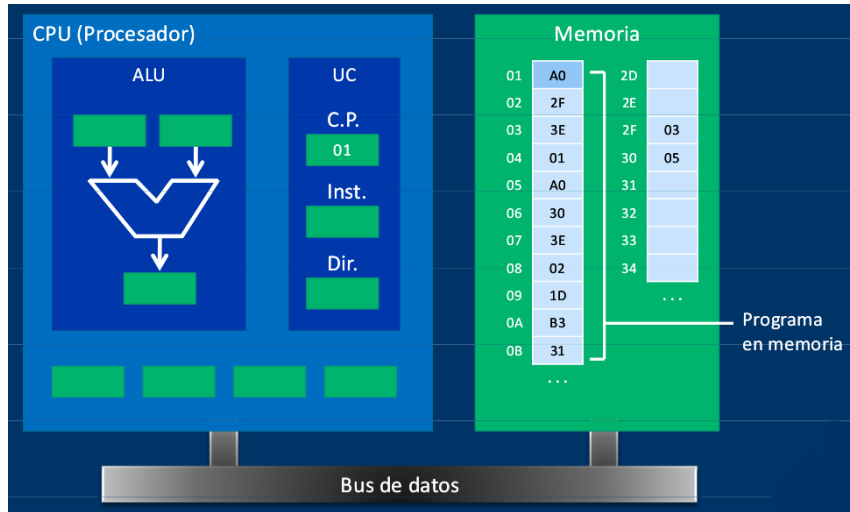 CPU (Procesador)
ALU
UC
C.P.
01
Inst.
Dir.
Memoria
01 A0
02 2F
03 3E
04 01
05 A0
06 30
07 3E
08 02
09 1D
0A B3
0B 31
...
2D
2E
2F 03
30 05
31
32
33
34
...
Programa
en memoria
Bus de datos